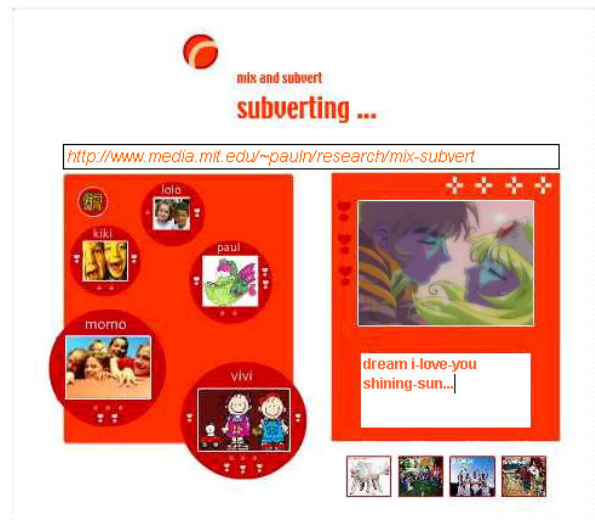 mix and subvert
subverting ...
http://www.media.mit.edu/~pauln/research/mix-subvert
lolo
kiki
paul
momo
vivi
dream i-love-you
shining-sun...